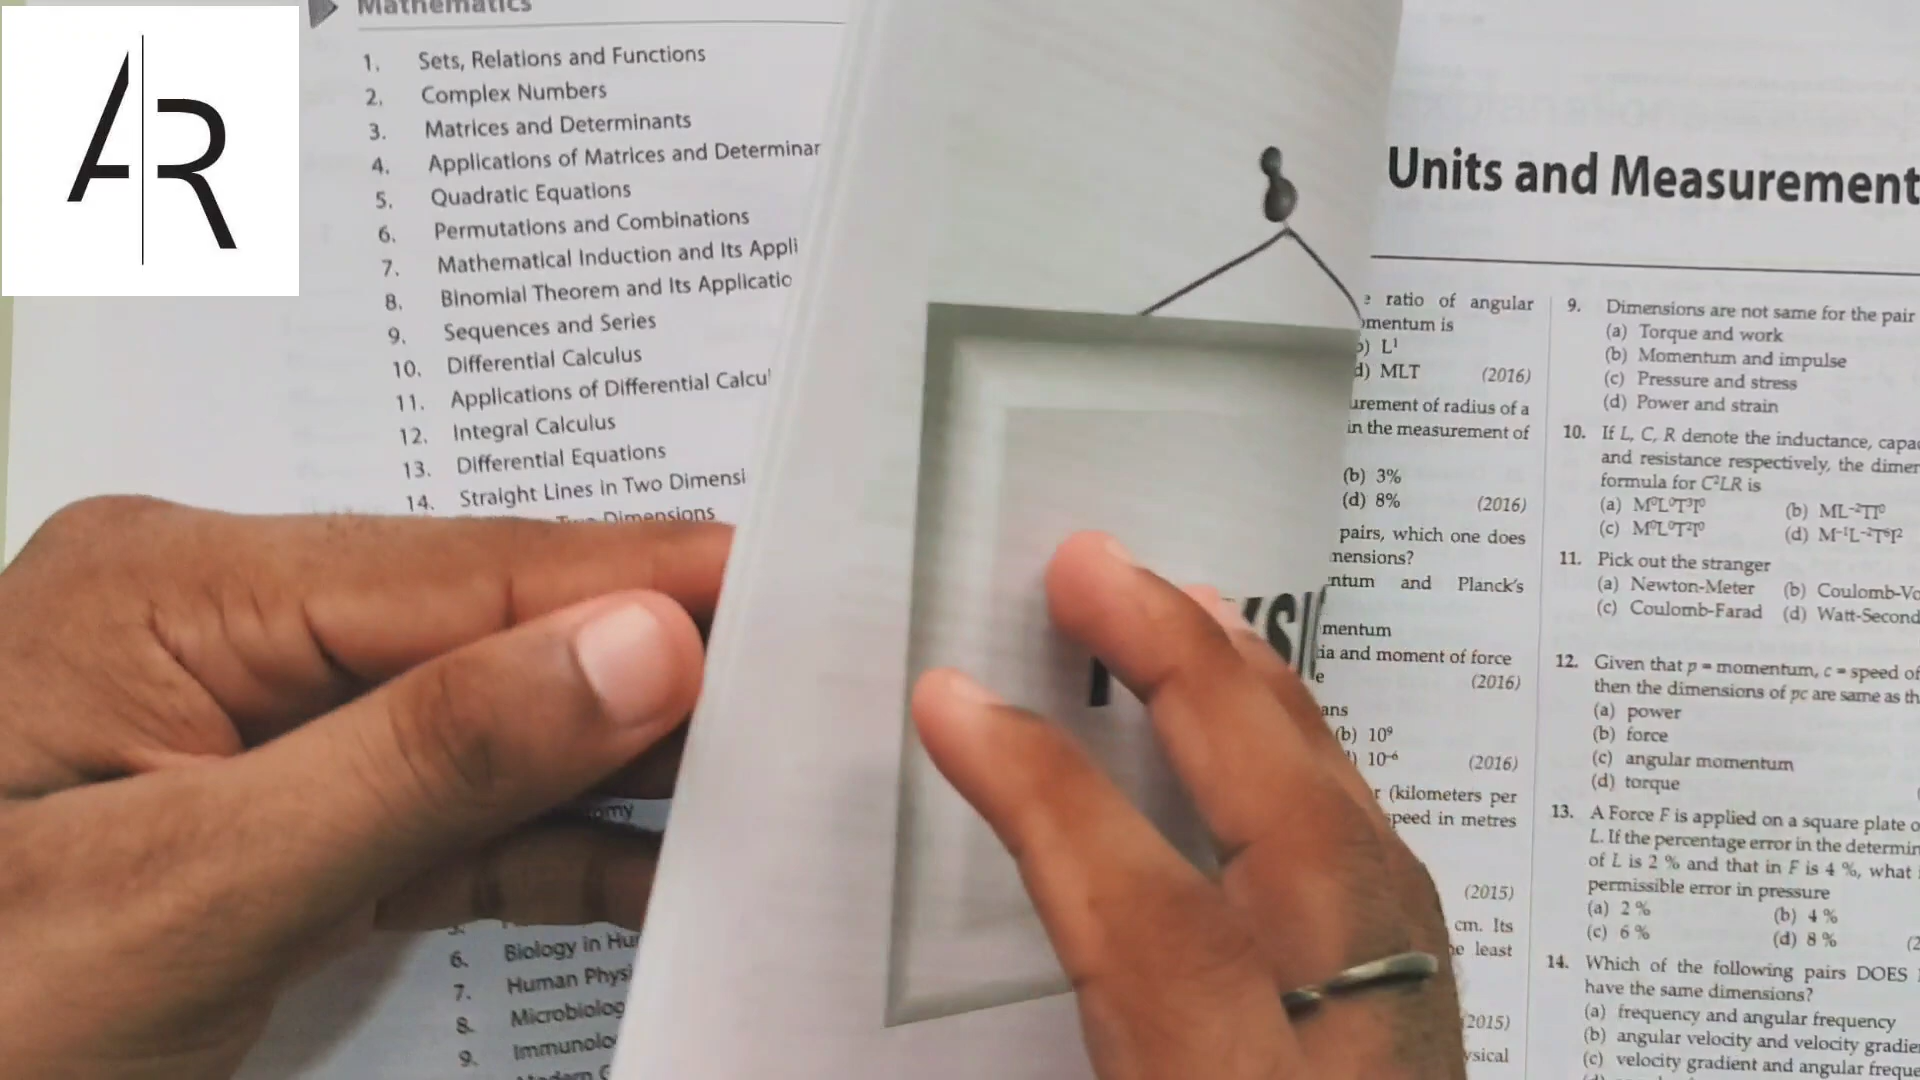 AR
Mathematics
1. Sets, Relations and Functions
2. Complex Numbers
3. Matrices and Determinants
4. Applications of Matrices and Determinar
5. Quadratic Equations
6. Permutations and Combinations
7. Mathematical Induction and Its Appli
8. Binomial Theorem and Its Applicatio
9. Sequences and Series
10. Differential Calculus
11. Applications of Differential Calcu
12. Integral Calculus
13. Differential Equations
14. Straight Lines in Two Dimensi
Two Dimensions
omy
6. Biology in Hu
7. Human Physi
8. Microbiolog
9. Immunolo
Units and Measurement
e ratio of angular
omentum is
b) L¹
d) MLT (2016)
urement of radius of a
in the measurement of
(b) 3%
(d) 8% (2016)
pairs, which one does
mensions?
ntum and Planck's
mentum
ia and moment of force
le (2016)
ans
(b) 10⁹
) 10⁻⁶ (2016)
r (kilometers per
speed in metres
(2015)
cm. Its
e least
2015)
ysical
9. Dimensions are not same for the pair
(a) Torque and work
(b) Momentum and impulse
(c) Pressure and stress
(d) Power and strain
10. If L, C, R denote the inductance, capac
and resistance respectively, the dimen
formula for C²LR is
(a) M⁰L⁰T³I⁰ (b) ML⁻²TI⁰
(c) M⁰L⁰T²I⁰ (d) M⁻¹L⁻²T⁶I²
11. Pick out the stranger
(a) Newton-Meter (b) Coulomb-Vo
(c) Coulomb-Farad (d) Watt-Second
12. Given that p = momentum, c = speed of
then the dimensions of pc are same as th
(a) power
(b) force
(c) angular momentum
(d) torque
13. A Force F is applied on a square plate o
L. If the percentage error in the determin
of L is 2 % and that in F is 4 %, what i
permissible error in pressure
(a) 2 % (b) 4 %
(c) 6 % (d) 8 % (2
14. Which of the following pairs DOES
have the same dimensions?
(a) frequency and angular frequency
(b) angular velocity and velocity gradie
(c) velocity gradient and angular freque